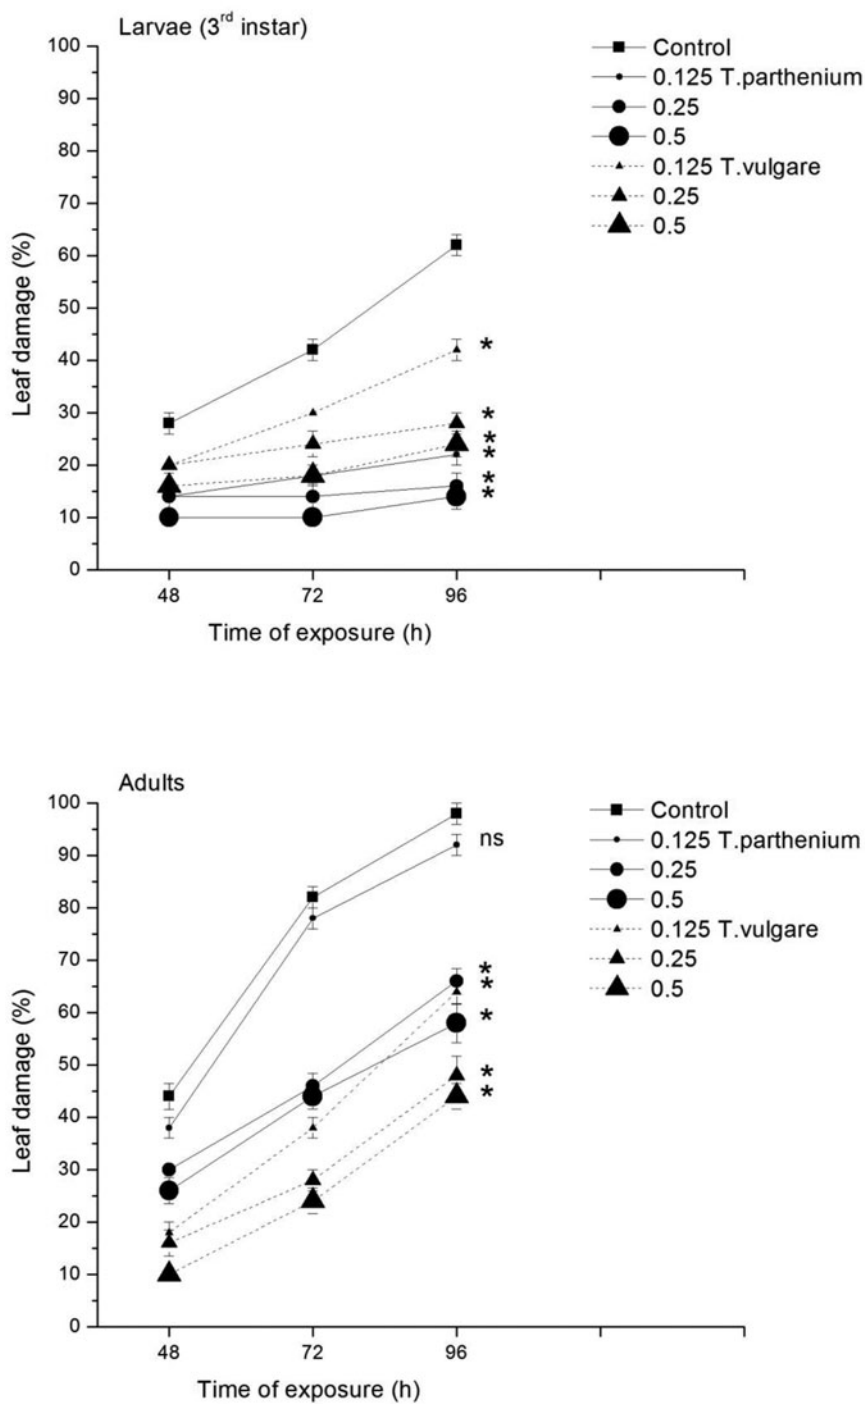 Larvae (3rd instar)
Control
0.125 T.parthenium
0.25
0.5
0.125 T.vulgare
0.25
0.5
Leaf damage (%)
100
90
80
70
60
50
40
30
20
10
0
*
*
*
*
*
*
48 72 96
Time of exposure (h)
Adults
Control
0.125 T.parthenium
0.25
0.5
0.125 T.vulgare
0.25
0.5
Leaf damage (%)
100
90
80
70
60
50
40
30
20
10
0
ns
*
*
*
*
*
48 72 96
Time of exposure (h)